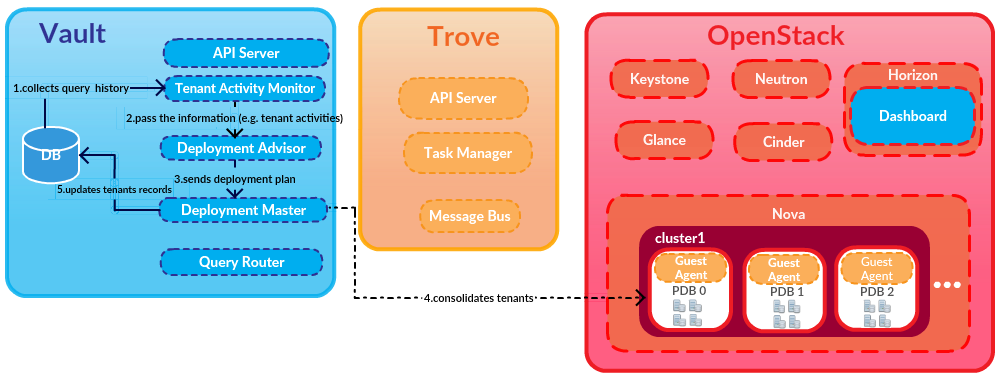 Vault
API Server
1.collects query history
Tenant Activity Monitor
2.pass the information (e.g. tenant activities)
DB
Deployment Advisor
3.sends deployment plan
5.updates tenants records
Deployment Master
Query Router
Trove
API Server
Task Manager
Message Bus
4.consolidates tenants
OpenStack
Keystone
Neutron
Horizon
Dashboard
Glance
Cinder
Nova
cluster1
Guest
Agent
PDB 0
Guest
Agent
PDB 1
Guest
Agent
PDB 2
...